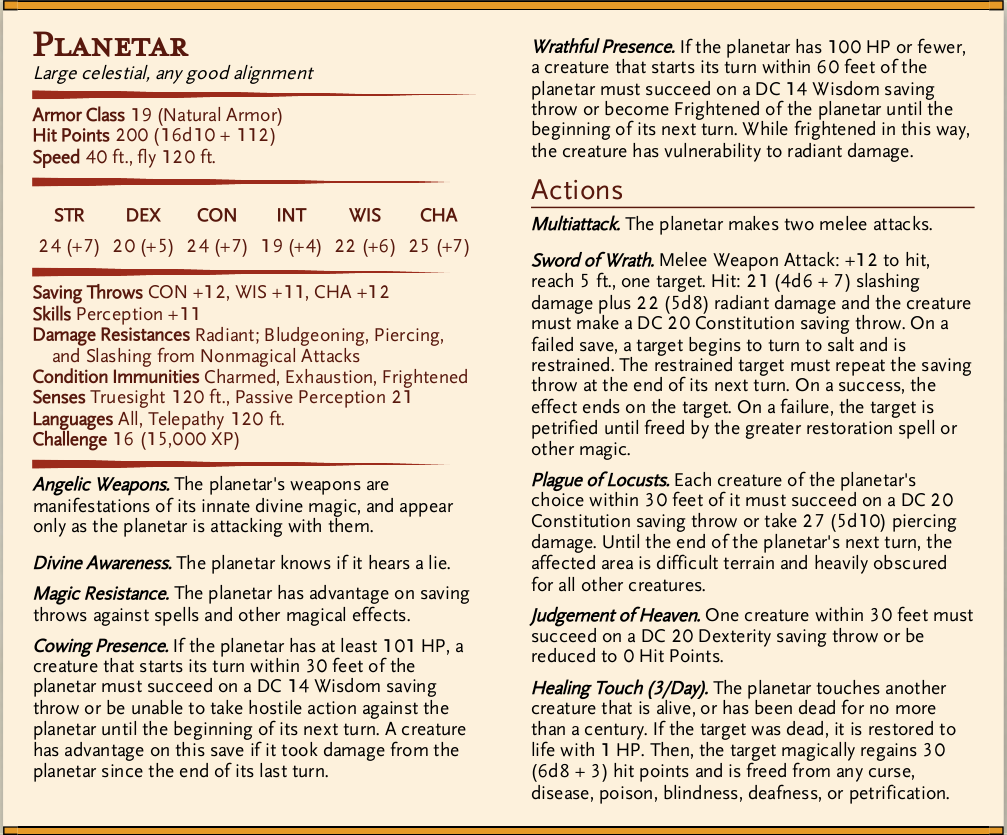 PLANETAR
Large celestial, any good alignment
Armor Class 19 (Natural Armor)
Hit Points 200 (16d10 + 112)
Speed 40 ft., fly 120 ft.
STR DEX CON INT WIS CHA
24 (+7) 20 (+5) 24 (+7) 19 (+4) 22 (+6) 25 (+7)
Saving Throws CON +12, WIS +11, CHA +12
Skills Perception +11
Damage Resistances Radiant; Bludgeoning, Piercing,
and Slashing from Nonmagical Attacks
Condition Immunities Charmed, Exhaustion, Frightened
Senses Truesight 120 ft., Passive Perception 21
Languages All, Telepathy 120 ft.
Challenge 16 (15,000 XP)
Angelic Weapons. The planetar's weapons are
manifestations of its innate divine magic, and appear
only as the planetar is attacking with them.
Divine Awareness. The planetar knows if it hears a lie.
Magic Resistance. The planetar has advantage on saving
throws against spells and other magical effects.
Cowing Presence. If the planetar has at least 101 HP, a
creature that starts its turn within 30 feet of the
planetar must succeed on a DC 14 Wisdom saving
throw or be unable to take hostile action against the
planetar until the beginning of its next turn. A creature
has advantage on this save if it took damage from the
planetar since the end of its last turn.
Wrathful Presence. If the planetar has 100 HP or fewer,
a creature that starts its turn within 60 feet of the
planetar must succeed on a DC 14 Wisdom saving
throw or become Frightened of the planetar until the
beginning of its next turn. While frightened in this way,
the creature has vulnerability to radiant damage.
Actions
Multiattack. The planetar makes two melee attacks.
Sword of Wrath. Melee Weapon Attack: +12 to hit,
reach 5 ft., one target. Hit: 21 (4d6 + 7) slashing
damage plus 22 (5d8) radiant damage and the creature
must make a DC 20 Constitution saving throw. On a
failed save, a target begins to turn to salt and is
restrained. The restrained target must repeat the saving
throw at the end of its next turn. On a success, the
effect ends on the target. On a failure, the target is
petrified until freed by the greater restoration spell or
other magic.
Plague of Locusts. Each creature of the planetar's
choice within 30 feet of it must succeed on a DC 20
Constitution saving throw or take 27 (5d10) piercing
damage. Until the end of the planetar's next turn, the
affected area is difficult terrain and heavily obscured
for all other creatures.
Judgement of Heaven. One creature within 30 feet must
succeed on a DC 20 Dexterity saving throw or be
reduced to 0 Hit Points.
Healing Touch (3/Day). The planetar touches another
creature that is alive, or has been dead for no more
than a century. If the target was dead, it is restored to
life with 1 HP. Then, the target magically regains 30
(6d8 + 3) hit points and is freed from any curse,
disease, poison, blindness, deafness, or petrification.